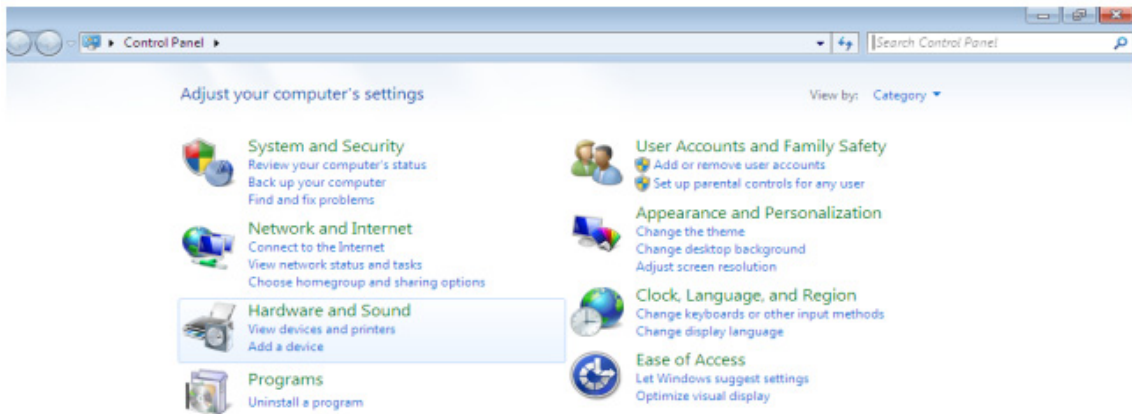 Control Panel
Search Control Panel
Adjust your computer's settings
View by: Category
System and Security
Review your computer's status
Back up your computer
Find and fix problems
Network and Internet
Connect to the Internet
View network status and tasks
Choose homegroup and sharing options
Hardware and Sound
View devices and printers
Add a device
Programs
Uninstall a program
User Accounts and Family Safety
Add or remove user accounts
Set up parental controls for any user
Appearance and Personalization
Change the theme
Change desktop background
Adjust screen resolution
Clock, Language, and Region
Change keyboards or other input methods
Change display language
Ease of Access
Let Windows suggest settings
Optimize visual display